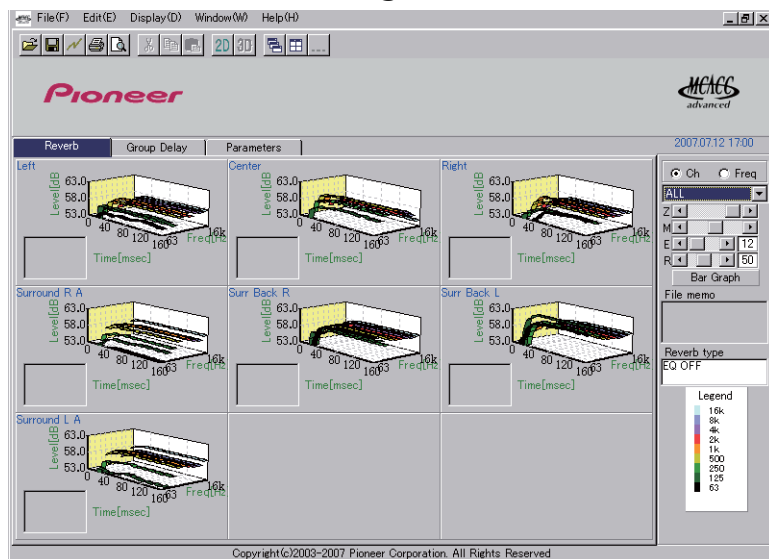 File(F) Edit(E) Display(D) Window(W) Help(H)
2D 3D
Pioneer
MCACC
advanced
Reverb Group Delay Parameters
2007.07.12 17:00
Left
Level[dB
63.0
58.0
53.0
0 40 80 120 160
63 Freq[Hz 16k
Time[msec]
Center
Level[dB
63.0
58.0
53.0
0 40 80 120 160
63 Freq[Hz 16k
Time[msec]
Right
Level[dB
63.0
58.0
53.0
0 40 80 120 160
63 Freq[Hz 16k
Time[msec]
Ch Freq
ALL
Z
M
E 12
R 50
Bar Graph
File memo
Surround R A
Level[dB
63.0
58.0
53.0
0 40 80 120 160
63 Freq[Hz 16k
Time[msec]
Surr Back R
Level[dB
63.0
58.0
53.0
0 40 80 120 160
63 Freq[Hz 16k
Time[msec]
Surr Back L
Level[dB
63.0
58.0
53.0
0 40 80 120 160
63 Freq[Hz 16k
Time[msec]
Reverb type
EQ OFF
Legend
16k
8k
4k
2k
1k
500
250
125
63
Surround L A
Level[dB
63.0
58.0
53.0
0 40 80 120 160
63 Freq[Hz 16k
Time[msec]
Copyright(c)2003-2007 Pioneer Corporation. All Rights Reserved